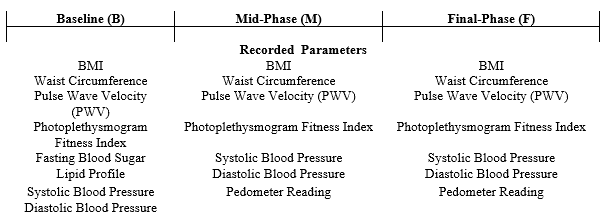 Baseline (B) Mid-Phase (M) Final-Phase (F)
Recorded Parameters
BMI BMI BMI
Waist Circumference Waist Circumference Waist Circumference
Pulse Wave Velocity Pulse Wave Velocity (PWV) Pulse Wave Velocity (PWV)
(PWV)
Photoplethysmogram Photoplethysmogram Fitness Index Photoplethysmogram Fitness Index
Fitness Index
Fasting Blood Sugar Systolic Blood Pressure Systolic Blood Pressure
Lipid Profile Diastolic Blood Pressure Diastolic Blood Pressure
Systolic Blood Pressure Pedometer Reading Pedometer Reading
Diastolic Blood Pressure